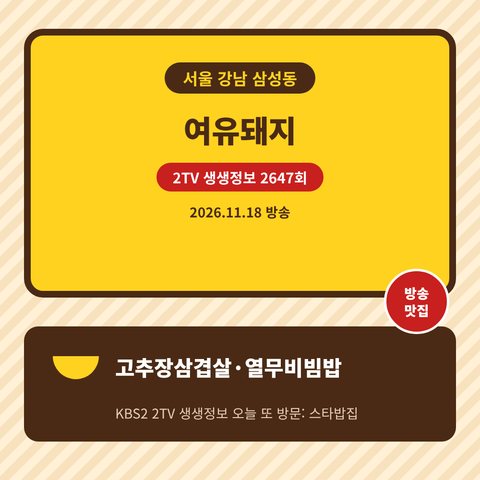 서울 강남 삼성동
여유돼지
2TV 생생정보 2647회
2026.11.18 방송
방송
맛집
고추장삼겹살·열무비빔밥
KBS2 2TV 생생정보 오늘 또 방문: 스타밥집